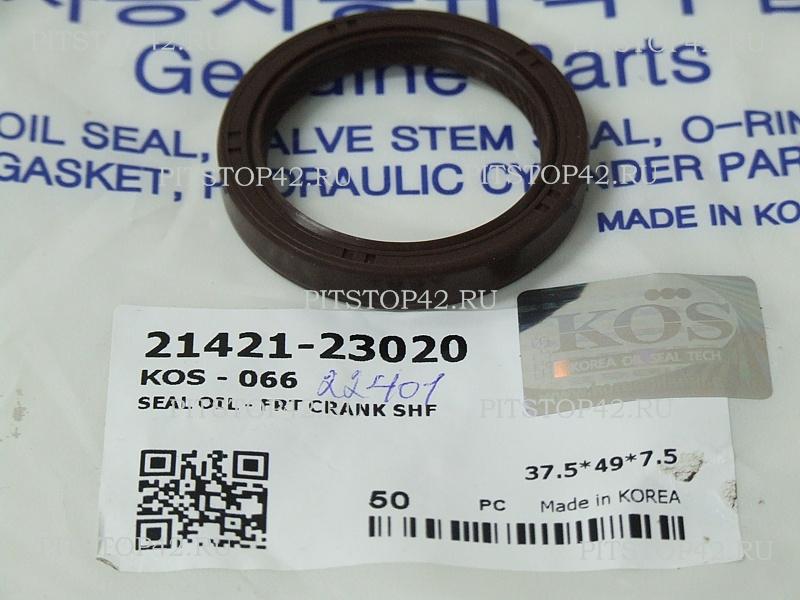 Genuine Parts
OIL SEAL, VALVE STEM SEAL, O-RIN
GASKET, HYDRAULIC CYLINDER PAR
MADE IN KO
KOS
KOREA OIL SEAL TECH
21421-23020
KOS - 066 22401
SEAL OIL - FRT CRANK SHF
37.5*49*7.5
50 PC Made in KOREA
PITSTOP42.RU